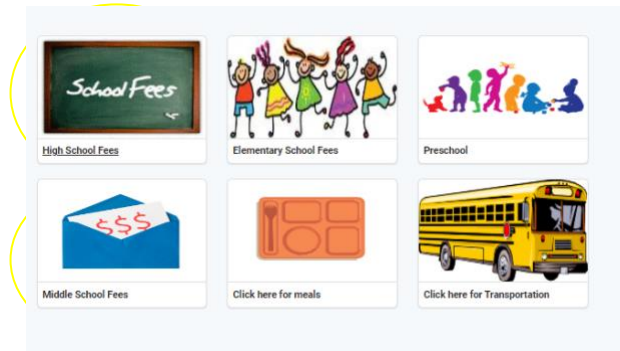 School Fees
High School Fees
Elementary School Fees
Preschool
$$$
Middle School Fees
Click here for meals
Click here for Transportation